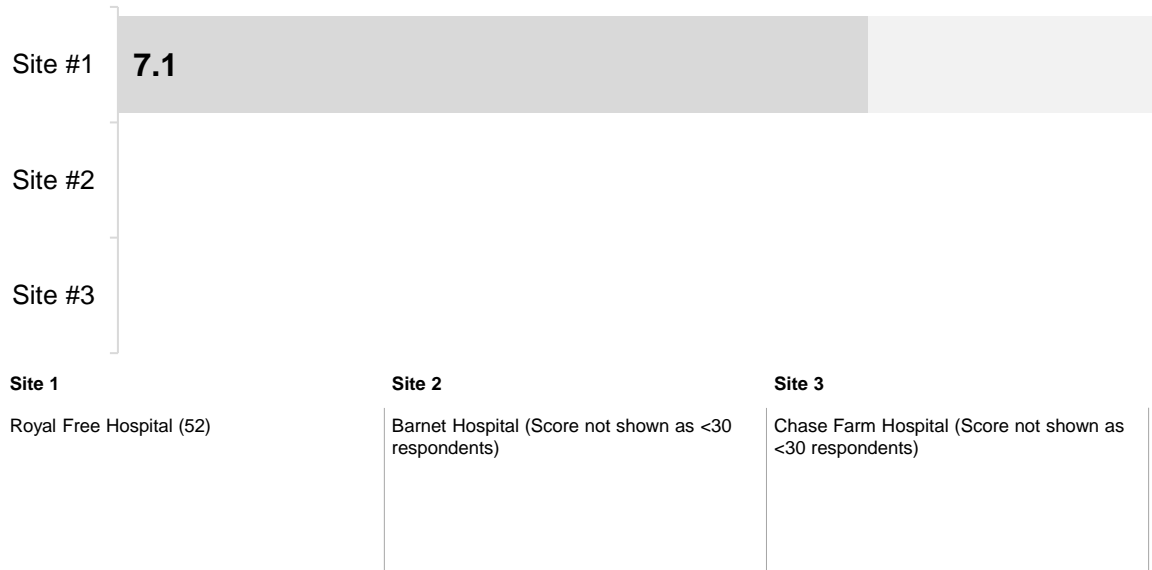 Site #1
7.1
Site #2
Site #3
Site 1
Site 2
Site 3
Royal Free Hospital (52)
Barnet Hospital (Score not shown as <30
respondents)
Chase Farm Hospital (Score not shown as
<30 respondents)